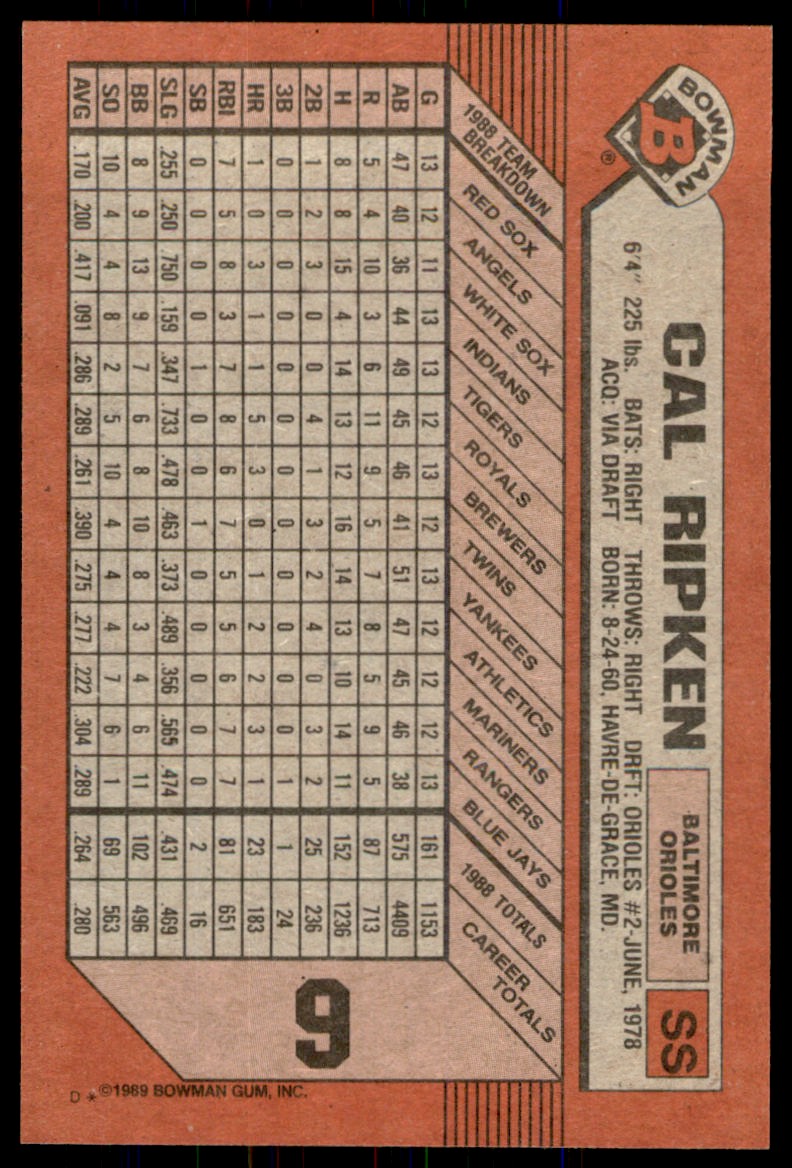 BOWMAN
B
®
CAL RIPKEN
BALTIMORE
ORIOLES
SS
6'4" 225 lbs. BATS: RIGHT THROWS: RIGHT DRFT: ORIOLES #2-JUNE, 1978
ACQ: VIA DRAFT BORN: 8-24-60, HAVRE-DE-GRACE, MD.
1988 TEAM
BREAKDOWN
RED SOX
ANGELS
WHITE SOX
INDIANS
TIGERS
ROYALS
BREWERS
TWINS
YANKEES
ATHLETICS
MARINERS
RANGERS
BLUE JAYS
1988 TOTALS
CAREER
TOTALS
G 13 12 11 13 13 12 13 12 13 12 12 12 13 161 1153
AB 47 40 36 44 49 45 46 41 51 47 45 46 38 575 4409
R 5 4 10 3 6 11 9 5 7 8 5 9 5 87 713
H 8 8 15 4 14 13 12 16 14 13 10 14 11 152 1236
2B 1 2 3 0 0 4 1 3 2 4 0 3 2 25 236
3B 0 0 0 0 0 0 0 0 0 0 0 0 1 1 24
HR 1 0 3 1 1 5 3 0 1 2 2 3 1 23 183
RBI 7 5 8 3 7 8 6 7 5 5 6 7 7 81 651
SB 0 0 0 0 1 0 0 1 0 0 0 0 0 2 16
SLG .255 .250 .750 .159 .347 .733 .478 .463 .373 .489 .356 .565 .474 .431 .469
BB 8 9 13 9 7 6 8 10 8 3 4 6 11 102 496
SO 10 4 4 8 2 5 10 4 4 4 7 6 1 69 563
AVG .170 .200 .417 .091 .286 .289 .261 .390 .275 .277 .222 .304 .289 .264 .280
9
D * ©1989 BOWMAN GUM, INC.